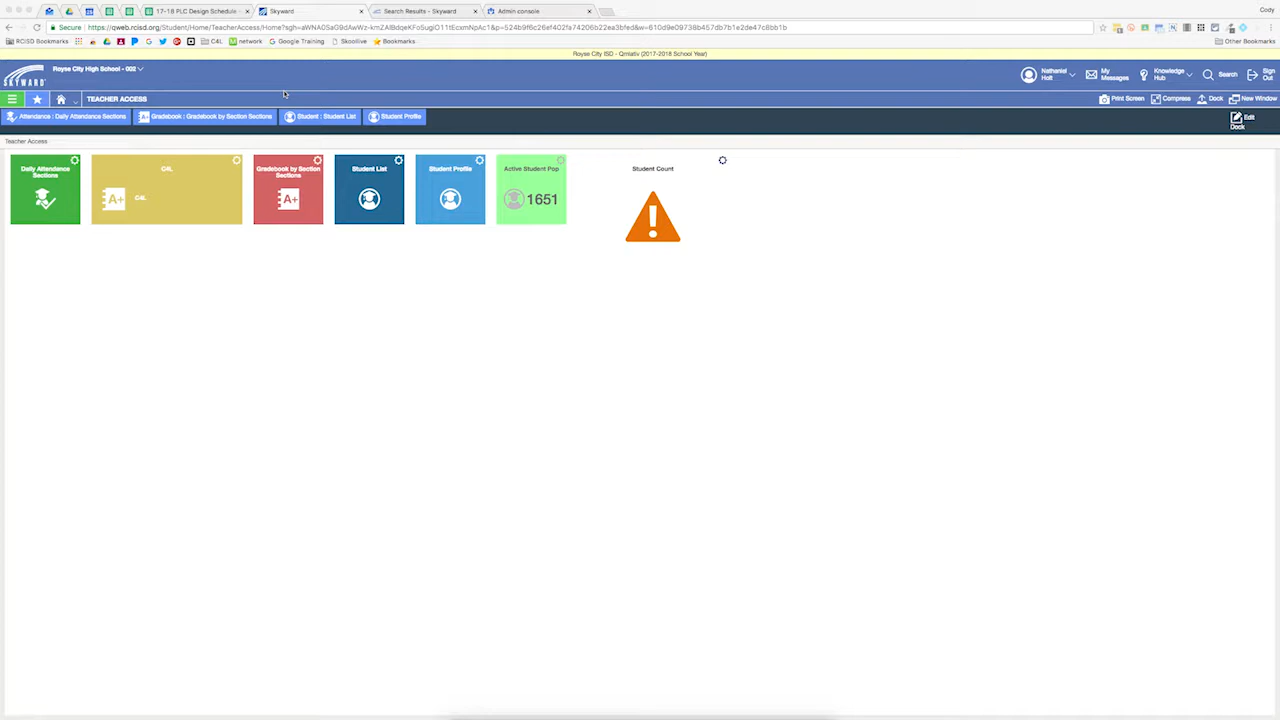 17-18 PLC Design Schedule -
Skyward
Search Results - Skyward
Admin console
Cody
Secure
RCISD Bookmarks
C4L
network
Google Training
Skoolive
Bookmarks
Other Bookmarks
Royse City ISD - Qmlativ (2017-2018 School Year)
SKYWARD
Royse City High School - 002
Nathaniel
Holt
My
Messages
Knowledge
Hub
Search
Sign
Out
TEACHER ACCESS
Print Screen
Compress
Dock
New Window
Attendance : Daily Attendance Sections
Gradebook : Gradebook by Section Sections
Student : Student List
Student Profile
Edit
Dock
Teacher Access
Daily Attendance
Sections
C4L
A+
C4L
Gradebook by Section
Sections
A+
Student List
Student Profile
Active Student Pop
1651
Student Count